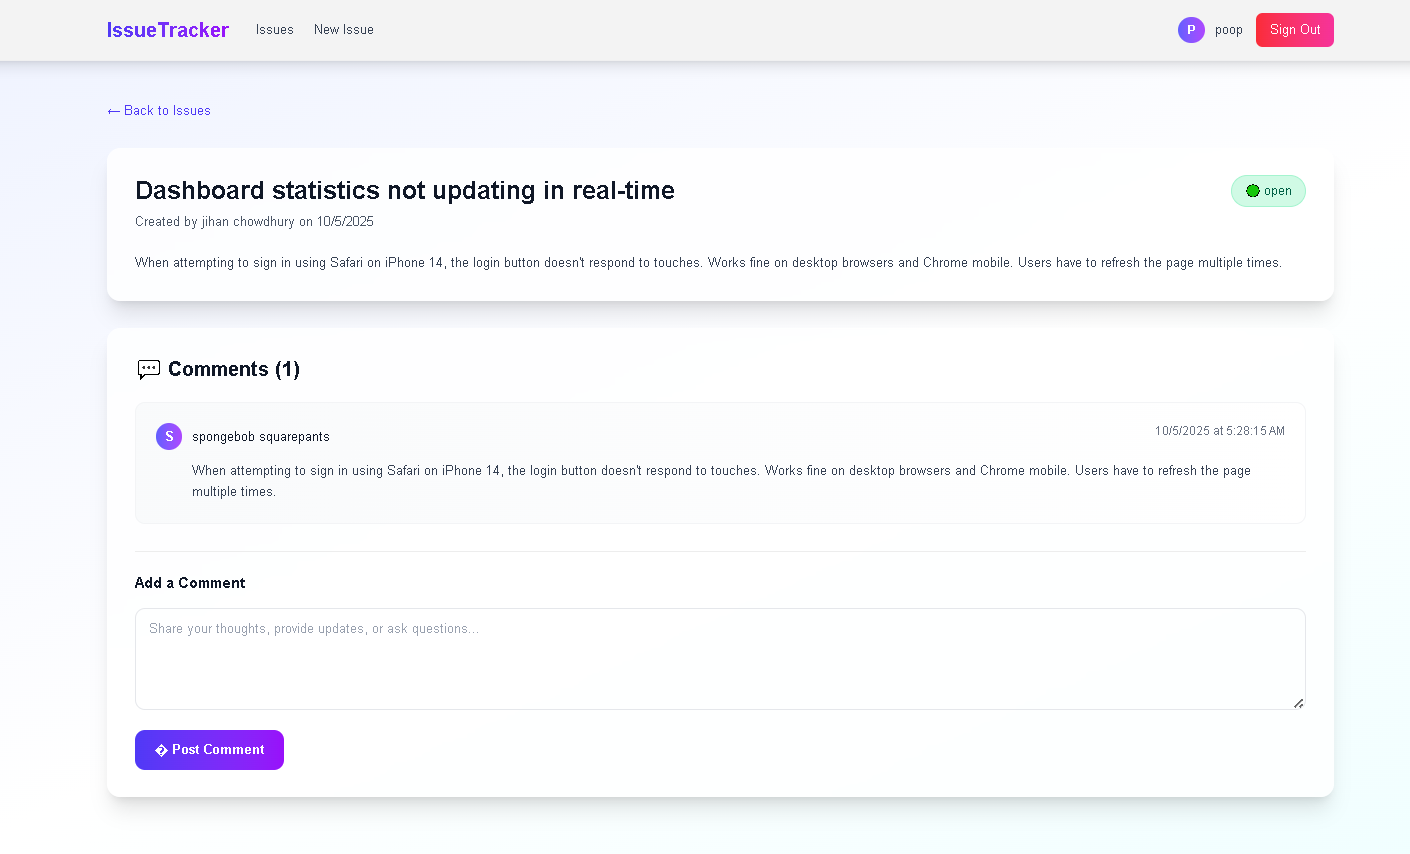 IssueTracker Issues New Issue P poop Sign Out
← Back to Issues
Dashboard statistics not updating in real-time
open
Created by jihan chowdhury on 10/5/2025
When attempting to sign in using Safari on iPhone 14, the login button doesn't respond to touches. Works fine on desktop browsers and Chrome mobile. Users have to refresh the page multiple times.
Comments (1)
S spongebob squarepants 10/5/2025 at 5:28:15 AM
When attempting to sign in using Safari on iPhone 14, the login button doesn't respond to touches. Works fine on desktop browsers and Chrome mobile. Users have to refresh the page
multiple times.
Add a Comment
Share your thoughts, provide updates, or ask questions...
� Post Comment